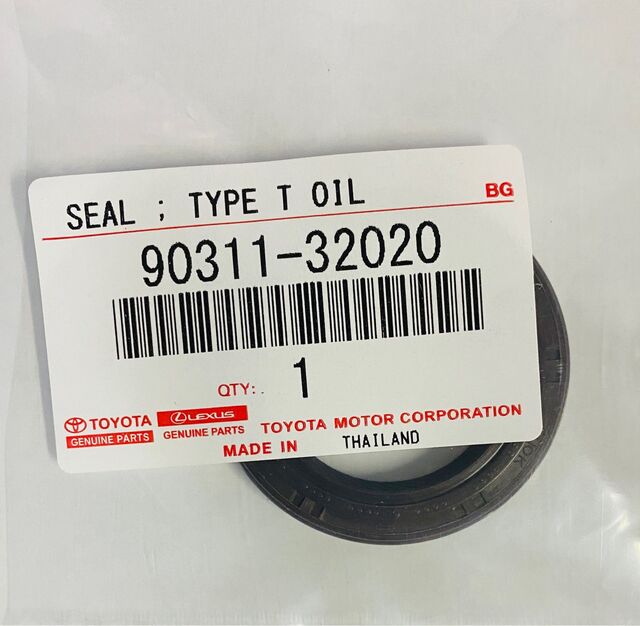 SEAL ; TYPE T OIL BG
90311-32020
QTY: 1
TOYOTA LEXUS TOYOTA MOTOR CORPORATION
GENUINE PARTS GENUINE PARTS
MADE IN THAILAND